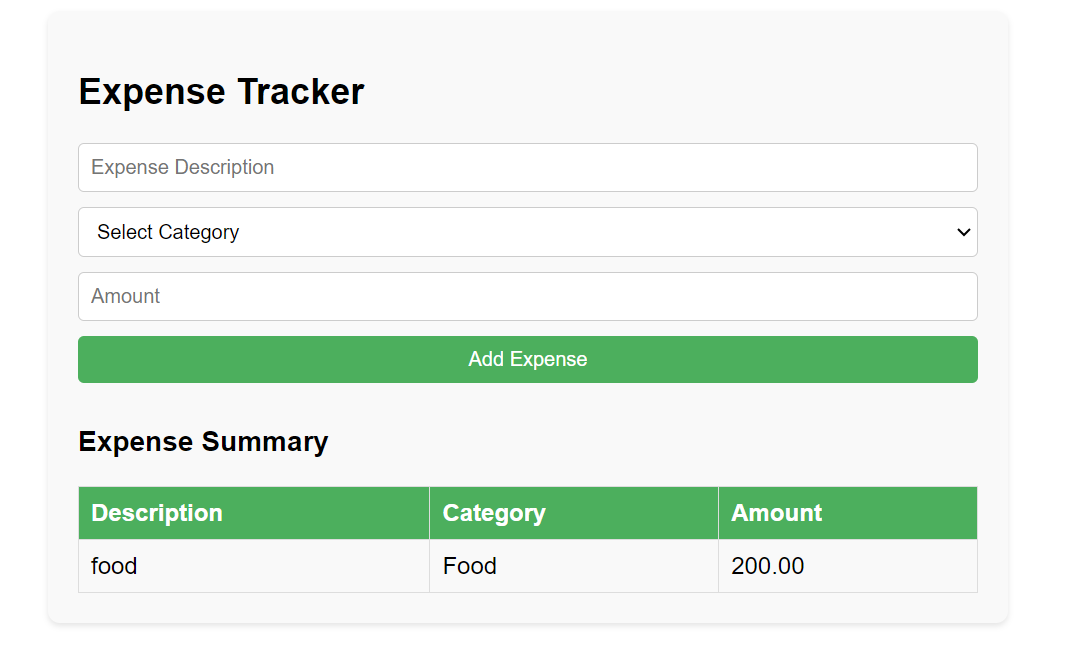 Expense Tracker
Expense Description
Select Category
Amount
Add Expense
Expense Summary
Description Category Amount
food Food 200.00